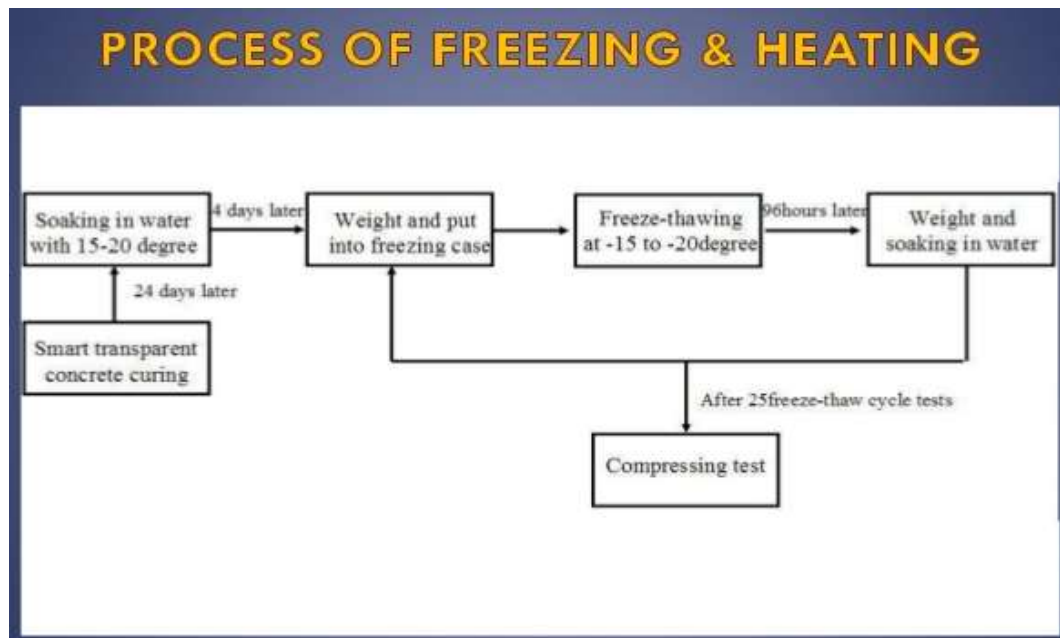 PROCESS OF FREEZING & HEATING
Soaking in water
with 15-20 degree
4 days later
Weight and put
into freezing case
Freeze-thawing
at -15 to -20degree
96hours later
Weight and
soaking in water
24 days later
Smart transparent
concrete curing
After 25freeze-thaw cycle tests
Compressing test